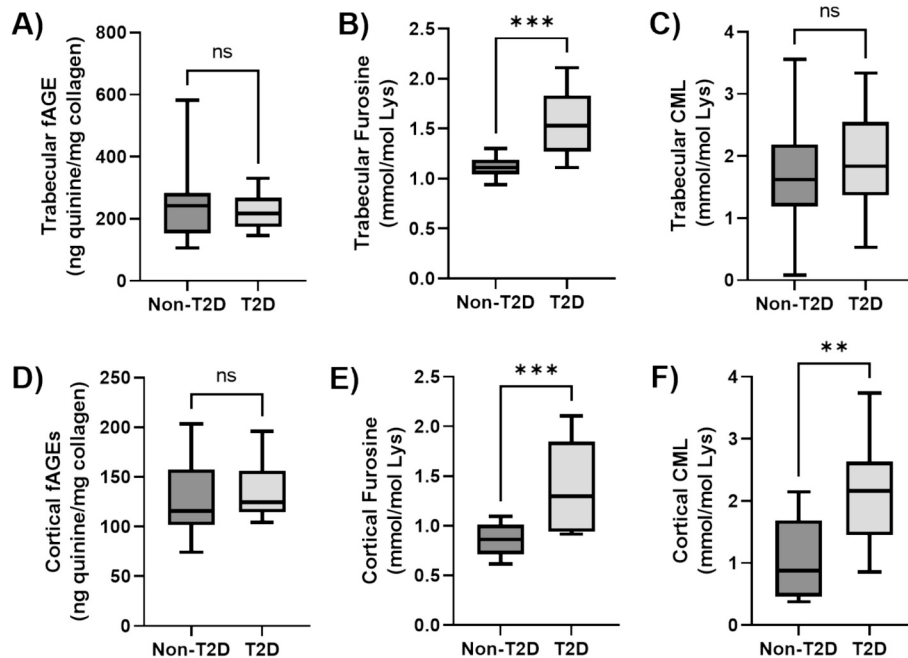 A)
Trabecular fAGE
(ng quinine/mg collagen)
800
600
400
200
0
ns
Non-T2D
T2D
B)
Trabecular Furosine
(mmol/mol Lys)
2.5
2.0
1.5
1.0
0.5
0.0
***
Non-T2D
T2D
C)
Trabecular CML
(mmol/mol Lys)
4
3
2
1
0
ns
Non-T2D
T2D
D)
Cortical fAGEs
(ng quinine/mg collagen)
250
200
150
100
50
0
ns
Non-T2D
T2D
E)
Cortical Furosine
(mmol/mol Lys)
2.5
2.0
1.5
1.0
0.5
0.0
***
Non-T2D
T2D
F)
Cortical CML
(mmol/mol Lys)
4
3
2
1
0
**
Non-T2D
T2D